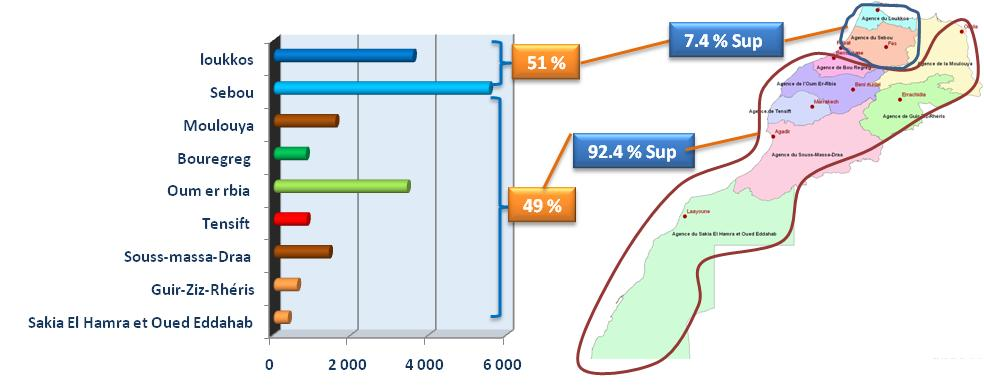 loukkos
Sebou
Moulouya
Bouregreg
Oum er rbia
Tensift
Souss-massa-Draa
Guir-Ziz-Rhéris
Sakia El Hamra et Oued Eddahab
0
2 000
4 000
6 000
51 %
49 %
7.4 % Sup
92.4 % Sup
Agence du Loukkos
Agence du Sebou
Fes
Agence de la Moulouya
Agence de Bou Regreg
Agence de l'Oum Er-Rbia
Beni Mellal
Errachidia
Agence de Tensift
Marrakech
Agence de Guir-Ziz-Rheris
Agadir
Agence du Souss-Massa-Draa
Laayoune
Agence du Sakia El Hamra et Oued Eddahab